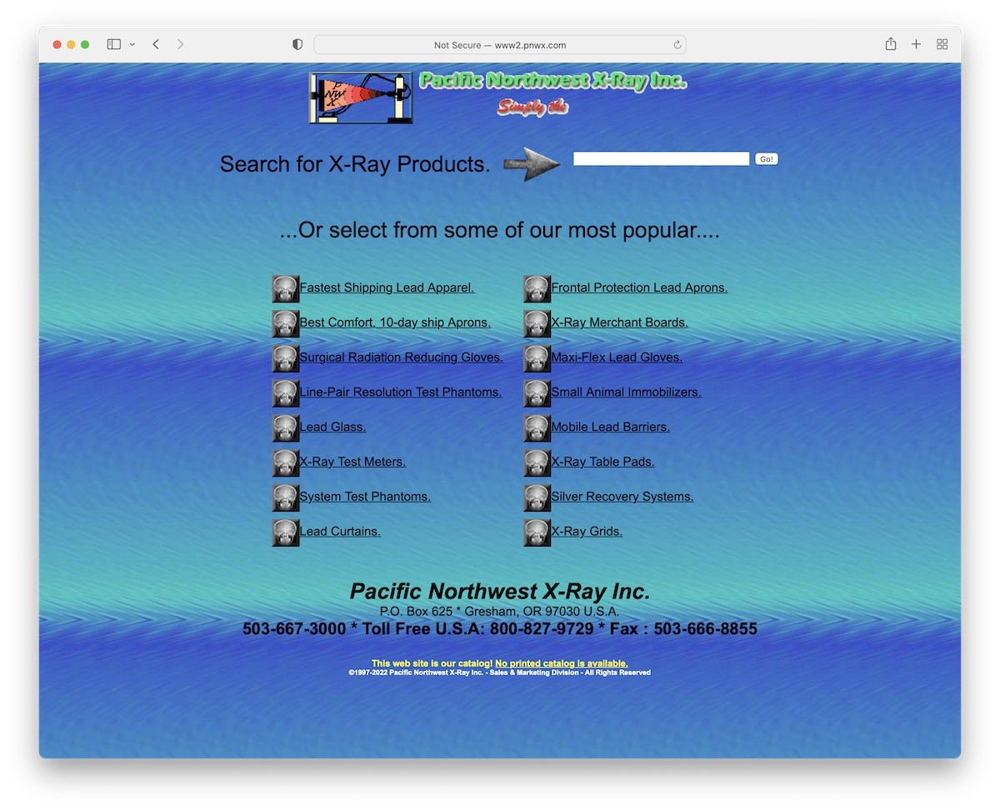 Not Secure — www2.pnwx.com
P
NW
X
Pacific Northwest X-Ray Inc.
Simply the
Search for X-Ray Products.
Go!
...Or select from some of our most popular....
Fastest Shipping Lead Apparel. Frontal Protection Lead Aprons.
Best Comfort, 10-day ship Aprons. X-Ray Merchant Boards.
Surgical Radiation Reducing Gloves. Maxi-Flex Lead Gloves.
Line-Pair Resolution Test Phantoms. Small Animal Immobilizers.
Lead Glass. Mobile Lead Barriers.
X-Ray Test Meters. X-Ray Table Pads.
System Test Phantoms. Silver Recovery Systems.
Lead Curtains. X-Ray Grids.
Pacific Northwest X-Ray Inc.
P.O. Box 625 * Gresham, OR 97030 U.S.A.
503-667-3000 * Toll Free U.S.A: 800-827-9729 * Fax : 503-666-8855
This web site is our catalog! No printed catalog is available.
©1997-2022 Pacific Northwest X-Ray Inc. - Sales & Marketing Division - All Rights Reserved